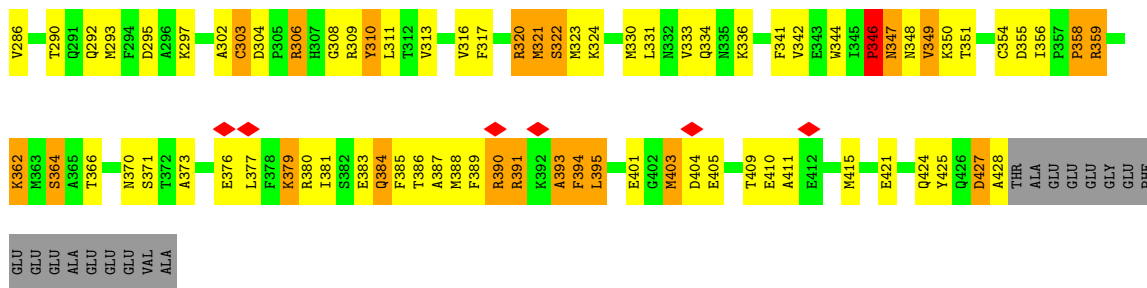 V286 T290 Q291 Q292 M293 F294 D295 A296 K297 A302 C303 D304 P305 R306 H307 G308 R309 Y310 L311 T312 V313 V316 F317 R320 M321 S322 M323 K324 M330 L331 N332 V333 Q334 N335 K336 F341 V342 E343 W344 I345 P346 N347 N348 V349 K350 T351 C354 D355 I356 P357 P358 R359
K362 M363 S364 A365 T366 N370 S371 T372 A373 E376 L377 F378 K379 R380 I381 S382 E383 Q384 F385 T386 A387 M388 F389 R390 R391 K392 A393 F394 L395 E401 G402 M403 D404 E405 T409 E410 A411 E412 M415 E421 Q424 Y425 Q426 D427 A428 THR ALA GLU GLU GLU GLY GLU PHE
GLU GLU GLU ALA GLU GLU GLU VAL ALA